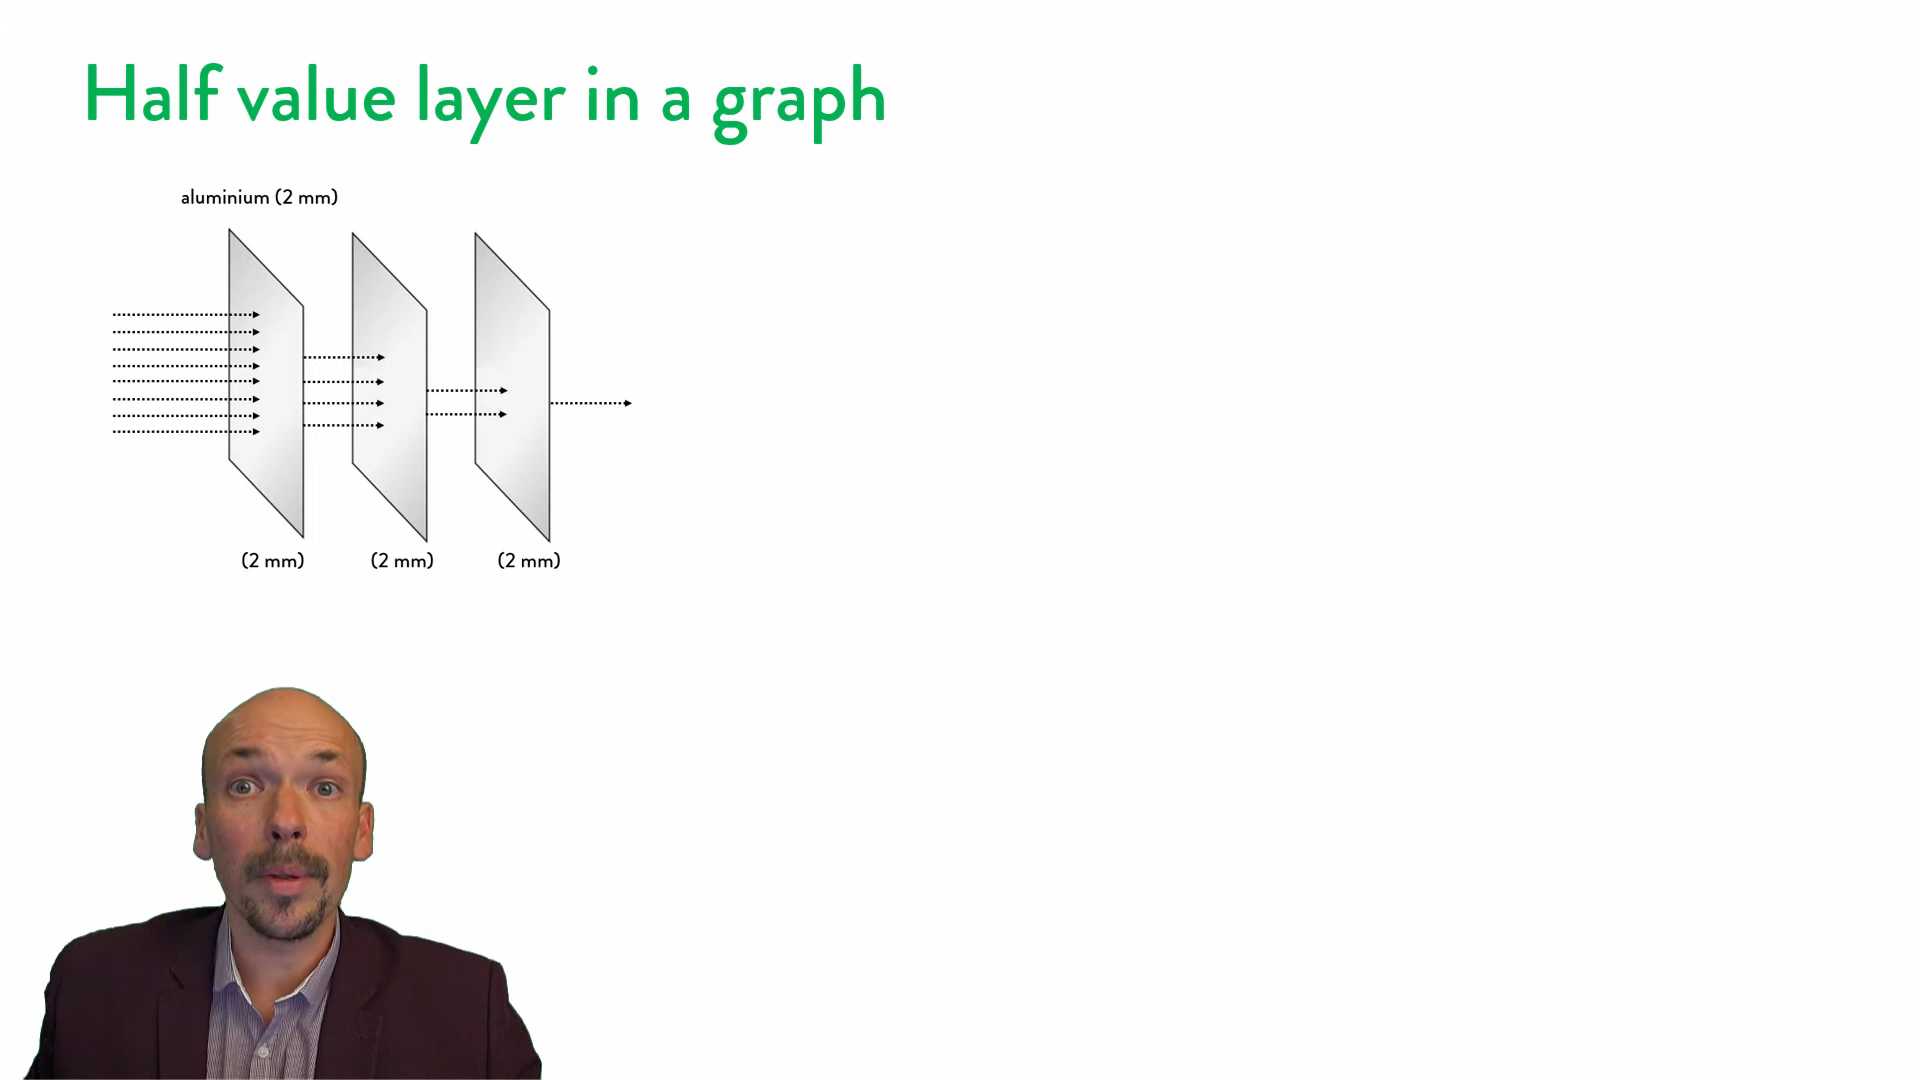 Half value layer in a graph
aluminium (2 mm)
(2 mm) (2 mm) (2 mm)